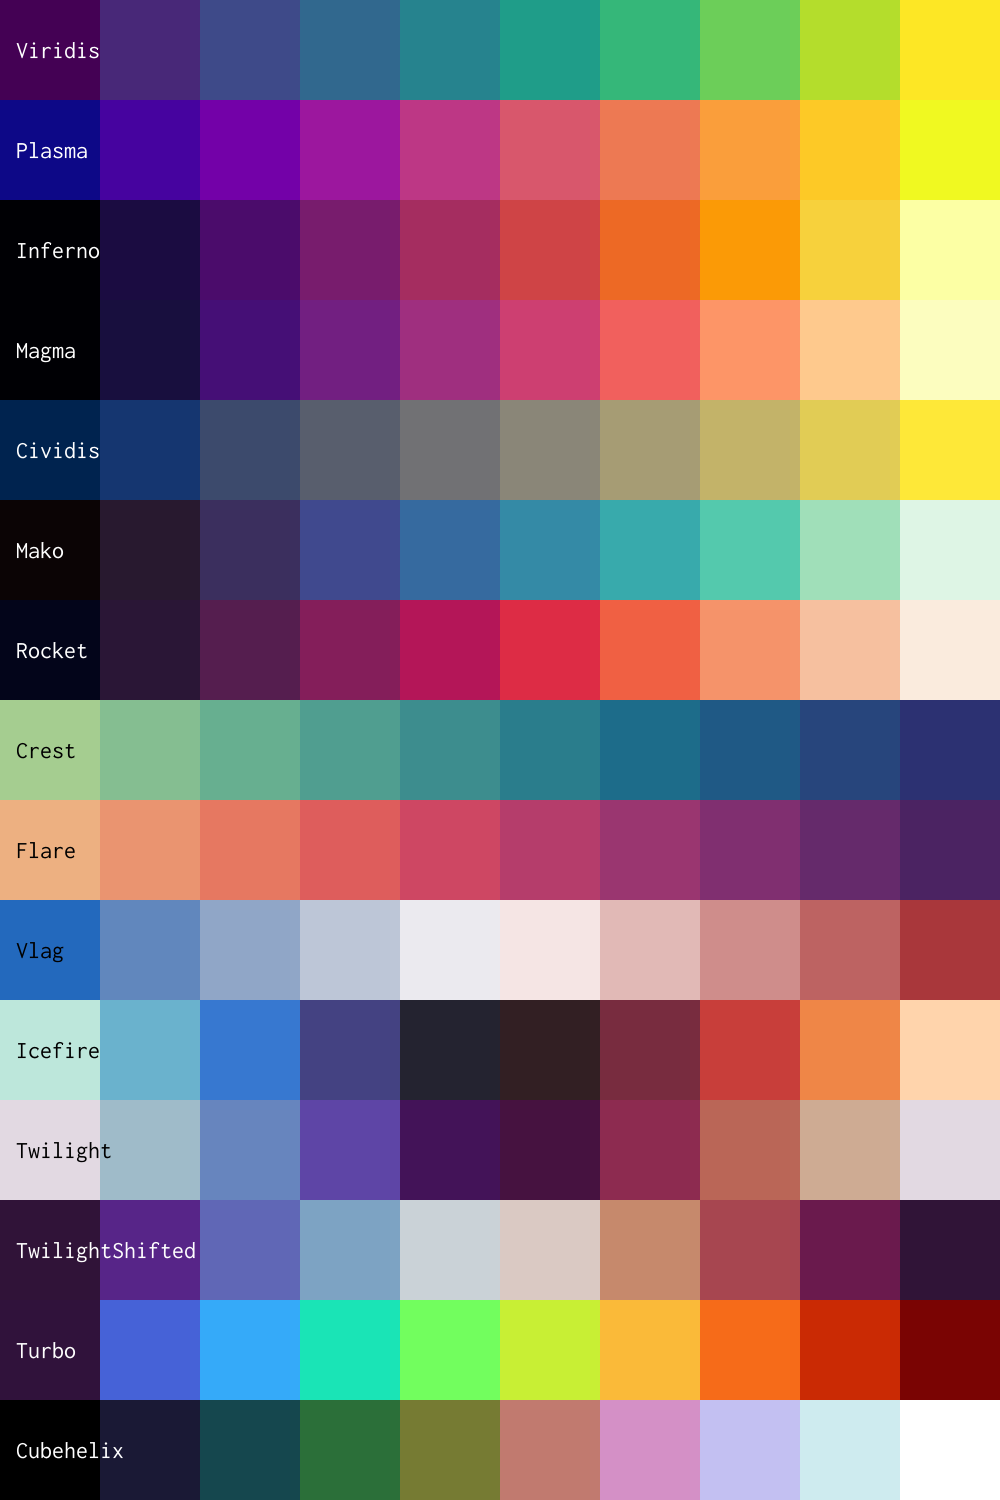 Viridis
Plasma
Inferno
Magma
Cividis
Mako
Rocket
Crest
Flare
Vlag
Icefire
Twilight
TwilightShifted
Turbo
Cubehelix